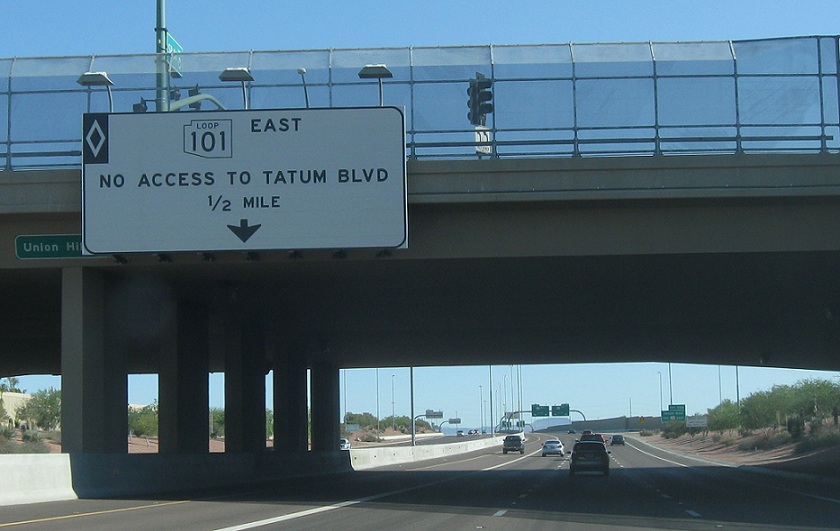 LOOP
101 EAST
NO ACCESS TO TATUM BLVD
1/2 MILE
Union Hi